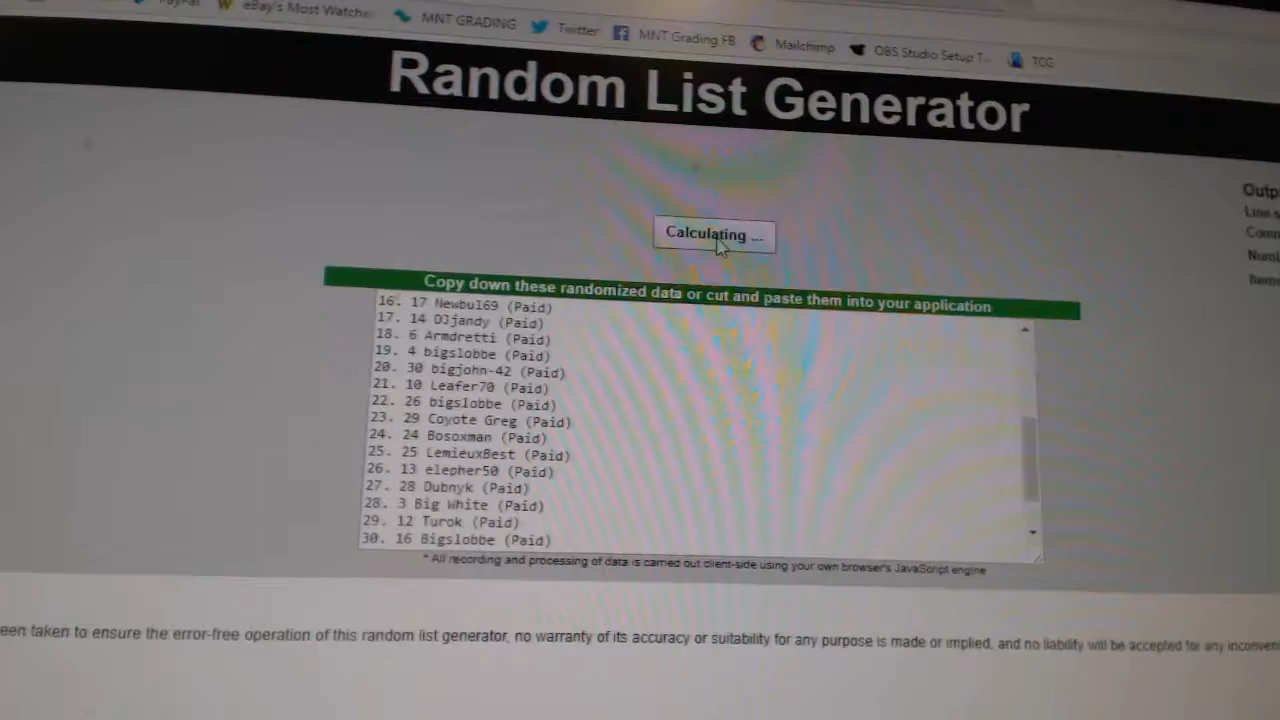 eBay's Most Watche
MNT GRADING
Twitter
MNT Grading FB
Mailchimp
OBS Studio Setup T...
TCG
Random List Generator
Outp
Calculating ...
Copy down these randomized data or cut and paste them into your application
16. 17 Newbul69 (Paid)
17. 14 DJjandy (Paid)
18. 6 Armdretti (Paid)
19. 4 bigslobbe (Paid)
20. 30 bigjohn-42 (Paid)
21. 10 Leafer70 (Paid)
22. 26 bigslobbe (Paid)
23. 29 Coyote Greg (Paid)
24. 24 Bosoxman (Paid)
25. 25 LemieuxBest (Paid)
26. 13 elepher50 (Paid)
27. 28 Dubnyk (Paid)
28. 3 Big White (Paid)
29. 12 Turok (Paid)
30. 16 Bigslobbe (Paid)
* All recording and processing of data is carried out client-side using your own browser's JavaScript engine
een taken to ensure the error-free operation of this random list generator, no warranty of its accuracy or suitability for any purpose is made or implied, and no liability will be accepted for any inconven